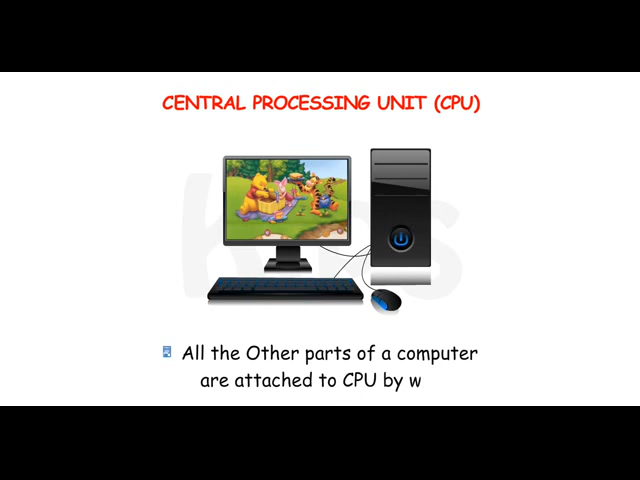 CENTRAL PROCESSING UNIT (CPU)
All the Other parts of a computer
are attached to CPU by w